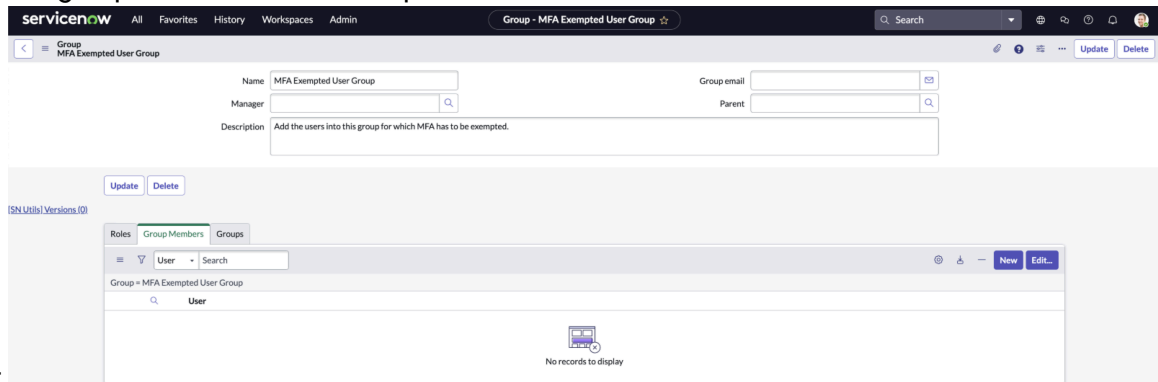 servicenow All Favorites History Workspaces Admin Group - MFA Exempted User Group Search
Group
MFA Exempted User Group
Update Delete
Name MFA Exempted User Group Group email
Manager Parent
Description Add the users into this group for which MFA has to be exempted.
Update Delete
[SN Utils] Versions (0)
Roles Group Members Groups
User Search New Edit...
Group = MFA Exempted User Group
User
No records to display